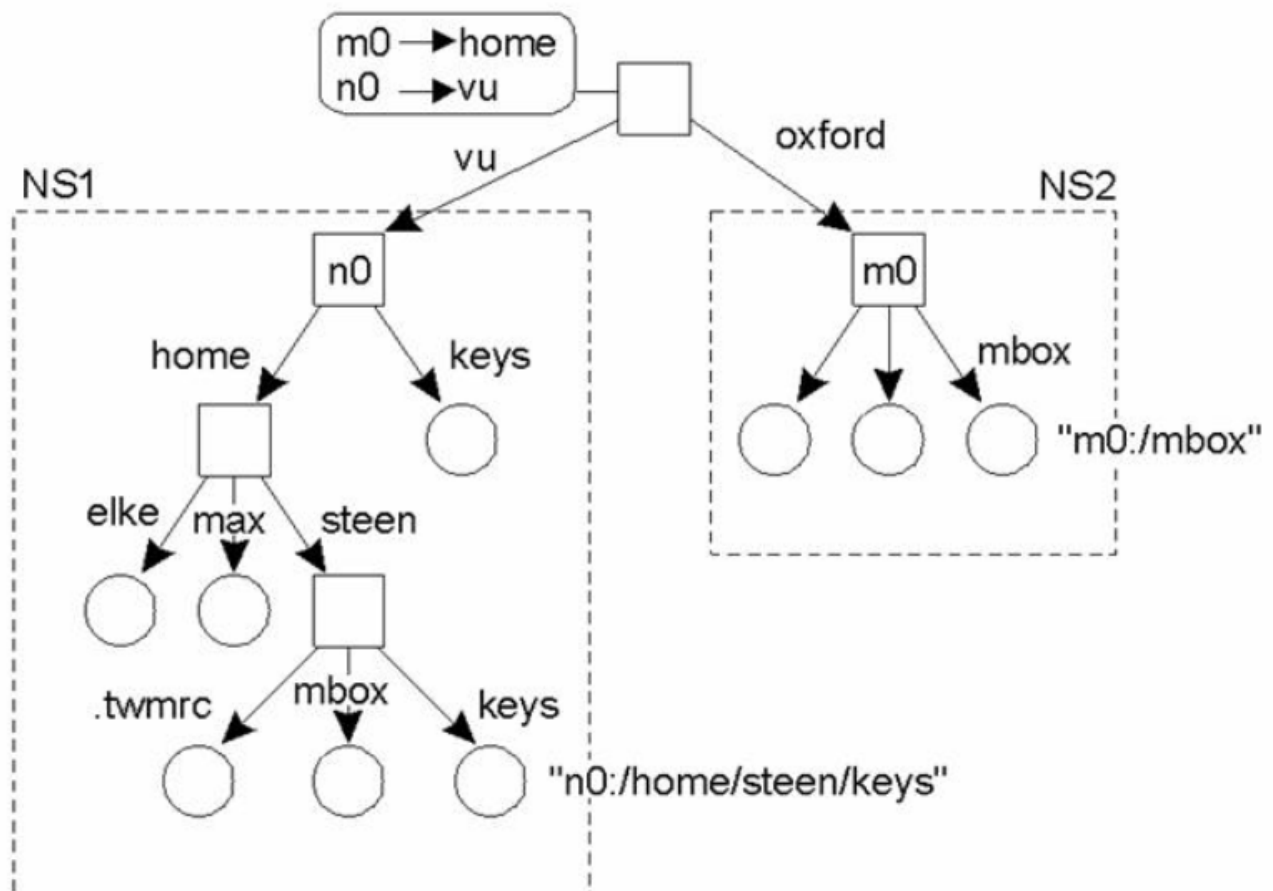 m0 → home
n0 → vu
oxford
vu
NS1
NS2
n0
m0
home
keys
mbox
"m0:/mbox"
elke
max
steen
.twmrc
mbox
keys
"n0:/home/steen/keys"